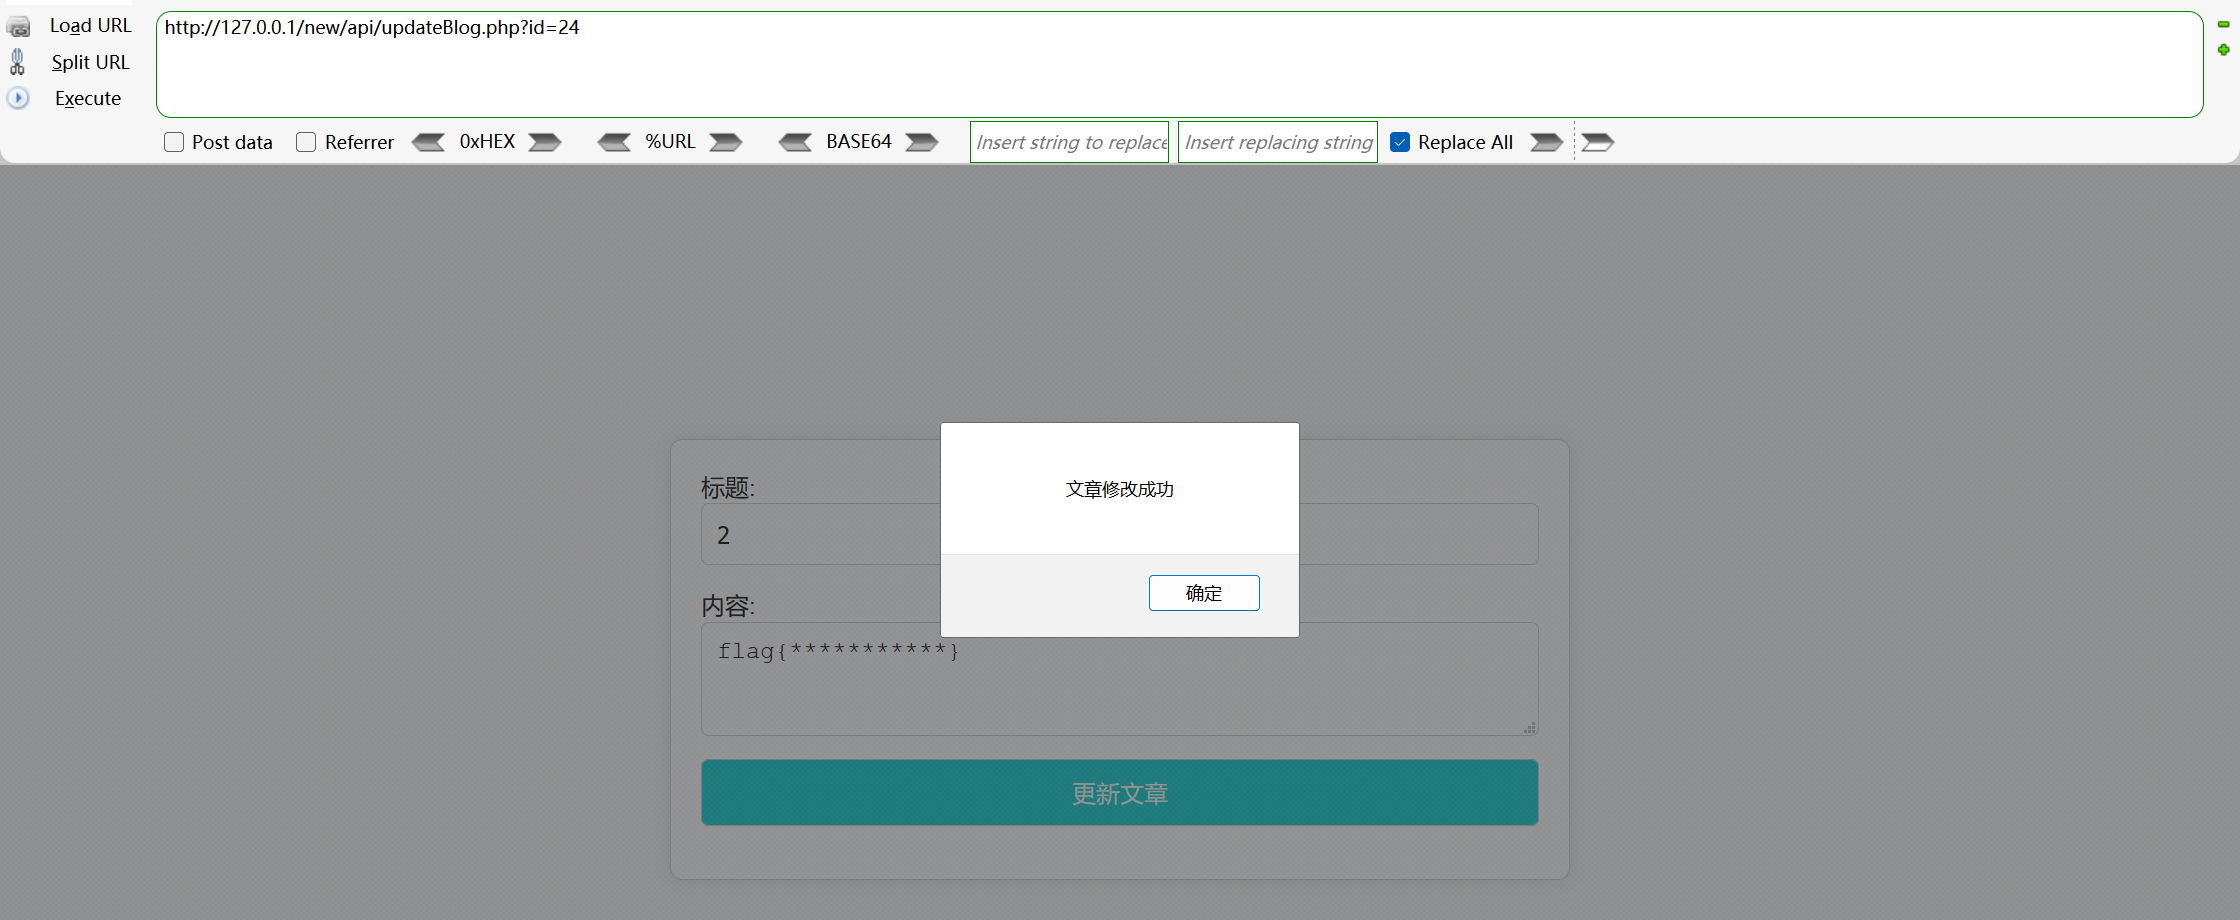 Load URL
http://127.0.0.1/new/api/updateBlog.php?id=24
Split URL
Execute
Post data Referrer 0xHEX %URL BASE64 Insert string to replace Insert replacing string Replace All
标题:
2
内容:
flag{***********}
更新文章
文章修改成功
确定